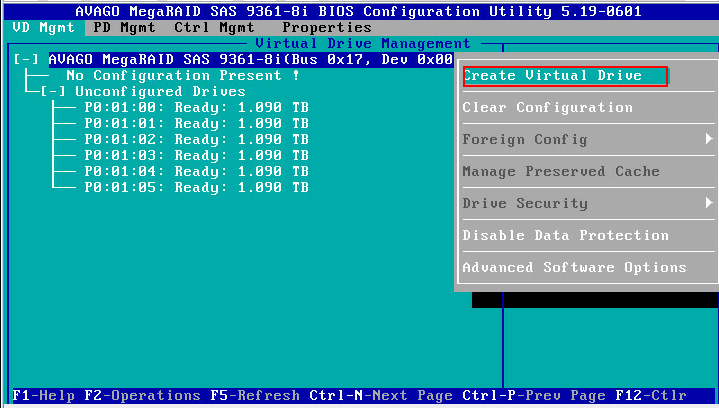 AVAGO MegaRAID SAS 9361-8i BIOS Configuration Utility 5.19-0601
VD Mgmt PD Mgmt Ctrl Mgmt Properties
Virtual Drive Management
[-] AVAGO MegaRAID SAS 9361-8i(Bus 0x17, Dev 0x00
No Configuration Present !
[-] Unconfigured Drives
P0:01:00: Ready: 1.090 TB
P0:01:01: Ready: 1.090 TB
P0:01:02: Ready: 1.090 TB
P0:01:03: Ready: 1.090 TB
P0:01:04: Ready: 1.090 TB
P0:01:05: Ready: 1.090 TB
Create Virtual Drive
Clear Configuration
Foreign Config
Manage Preserved Cache
Drive Security
Disable Data Protection
Advanced Software Options
F1-Help F2-Operations F5-Refresh Ctrl-N-Next Page Ctrl-P-Prev Page F12-Ctlr